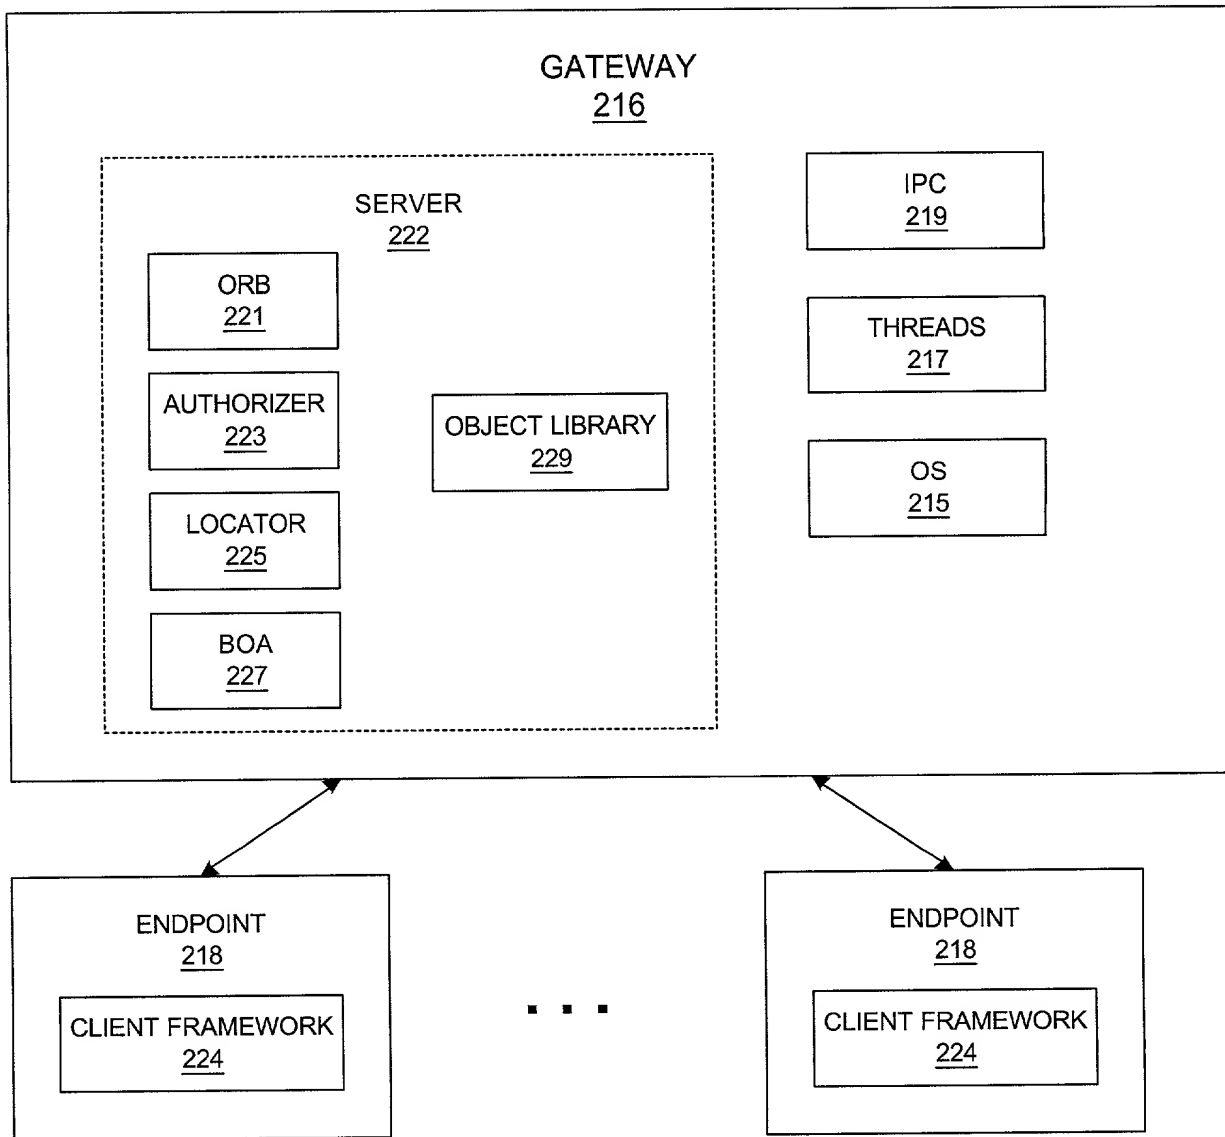 GATEWAY
216
SERVER
222
ORB
221
AUTHORIZER
223
LOCATOR
225
BOA
227
OBJECT LIBRARY
229
IPC
219
THREADS
217
OS
215
ENDPOINT
218
CLIENT FRAMEWORK
224
. . .
ENDPOINT
218
CLIENT FRAMEWORK
224